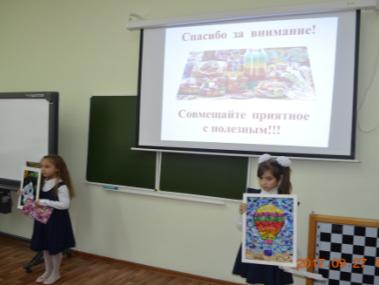 Спасибо за внимание!
Совмещайте приятное
с полезным!!!